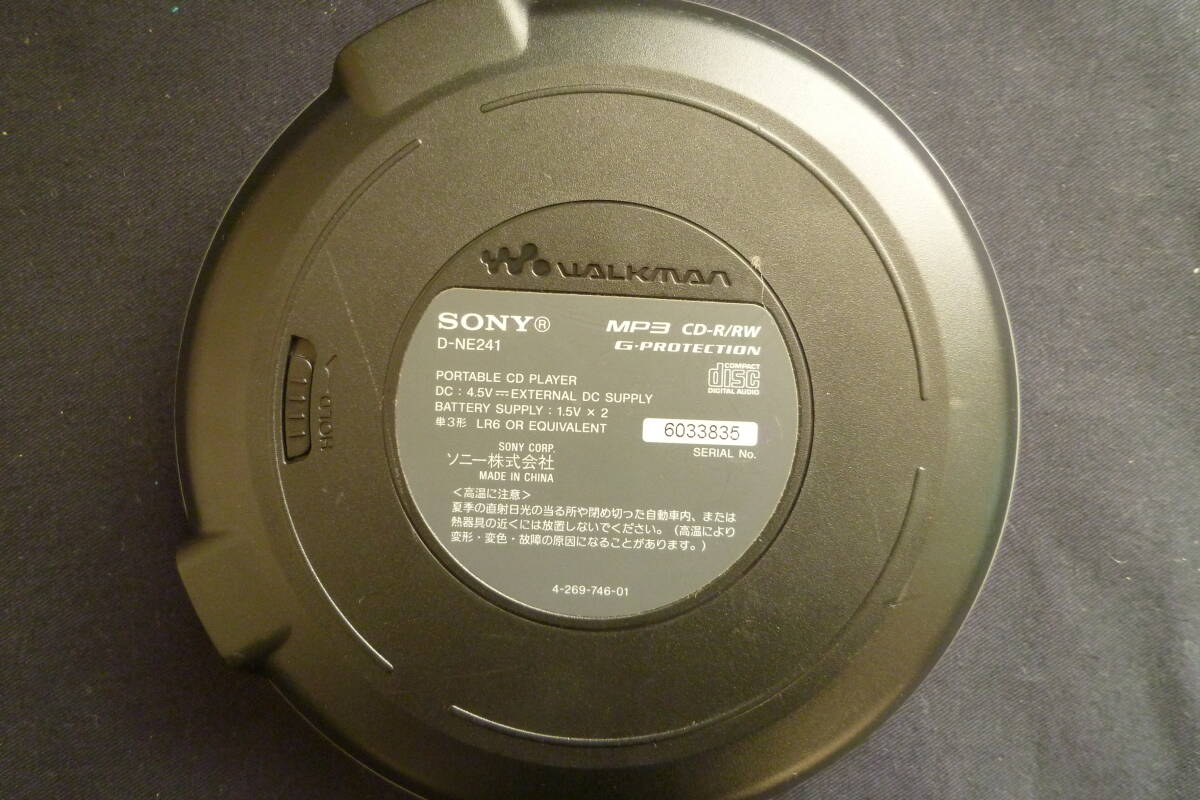 WALKMAN
SONY®
D-NE241
MP3 CD-R/RW
G-PROTECTION
PORTABLE CD PLAYER
COMPACT
disc
DIGITAL AUDIO
DC : 4.5V⎓EXTERNAL DC SUPPLY
BATTERY SUPPLY : 1.5V × 2
単3形 LR6 OR EQUIVALENT
6033835
SERIAL No.
SONY CORP.
ソニー株式会社
MADE IN CHINA
<高温に注意>
夏季の直射日光の当る所や閉め切った自動車内、または
熱器具の近くには放置しないでください。(高温により
変形・変色・故障の原因になることがあります。)
4-269-746-01
HOLD